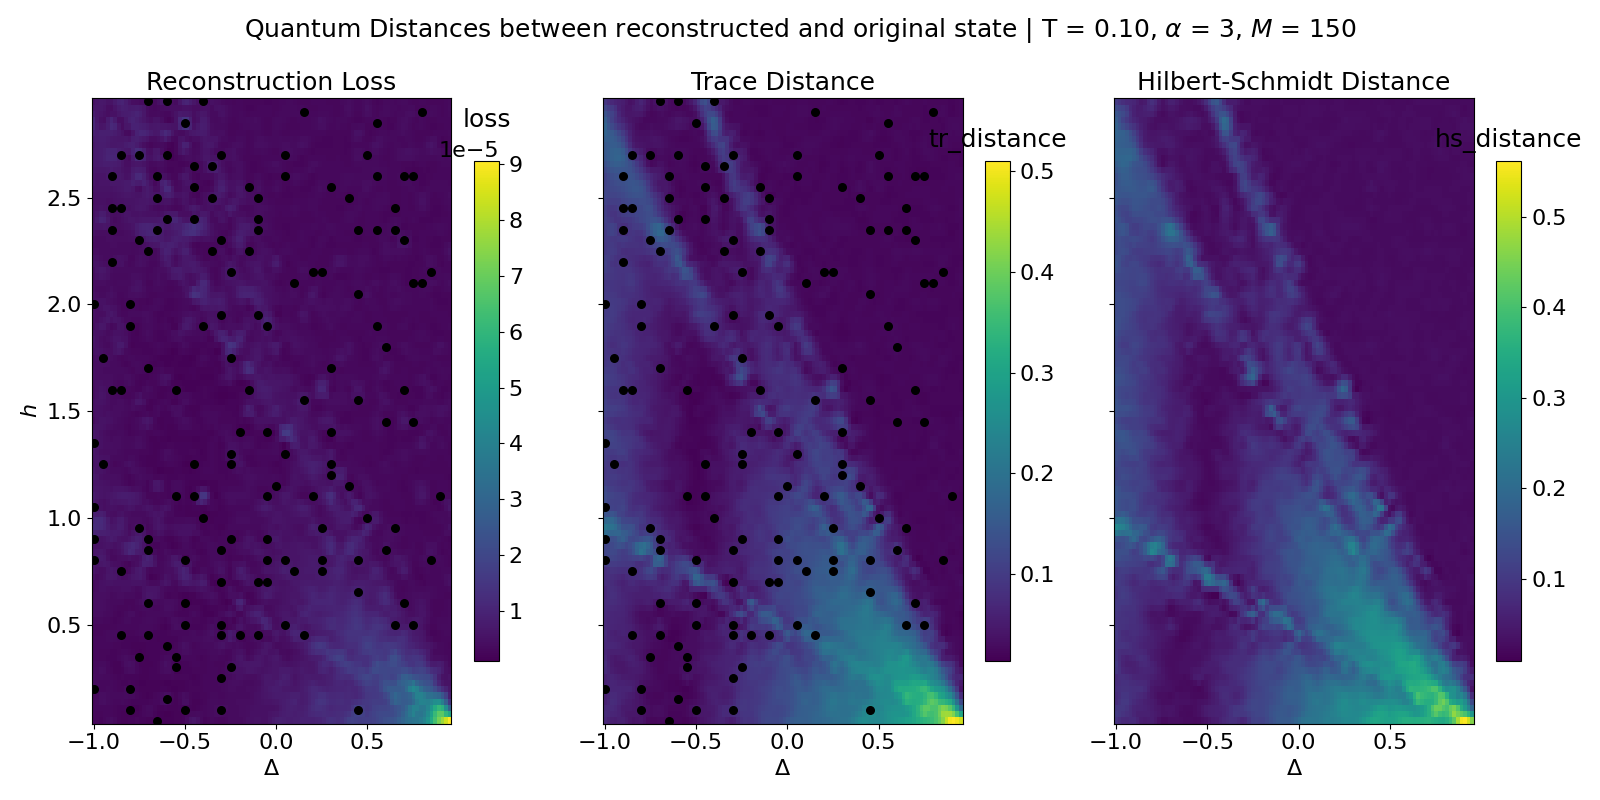 Quantum Distances between reconstructed and original state | T = 0.10, α = 3, M = 150
Reconstruction Loss
Trace Distance
Hilbert-Schmidt Distance
loss
1e−5
tr_distance
hs_distance
h
2.5
2.0
1.5
1.0
0.5
9
8
7
6
5
4
3
2
1
0.5
0.4
0.3
0.2
0.1
0.5
0.4
0.3
0.2
0.1
−1.0 −0.5 0.0 0.5
−1.0 −0.5 0.0 0.5
−1.0 −0.5 0.0 0.5
Δ
Δ
Δ